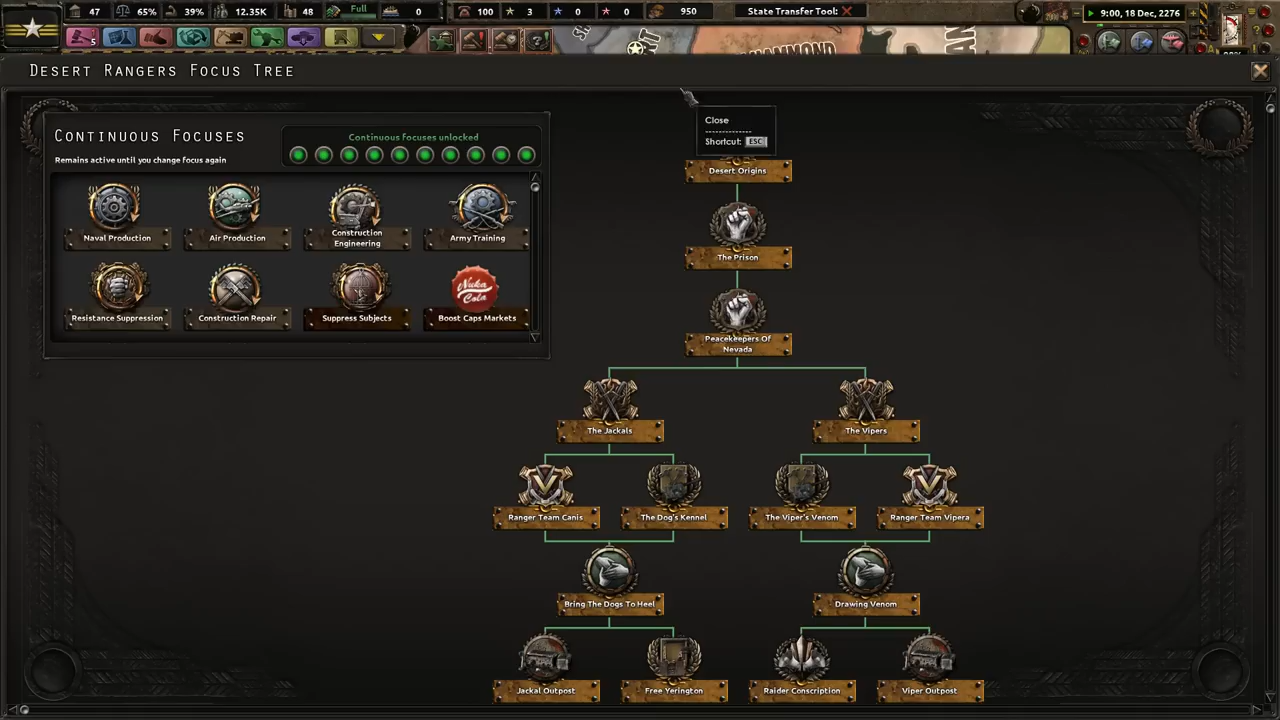 47 65% 39% 12.35K 48 Full 0 100 3 0 0 950 State Transfer Tool: 9:00, 18 Dec, 2276
5
Desert Rangers Focus Tree
Continuous Focuses
Continuous focuses unlocked
Remains active until you change focus again
Naval Production Air Production Construction Engineering Army Training
Resistance Suppression Construction Repair Suppress Subjects Boost Caps Markets
Nuka Cola
Close
--------------
Shortcut: ESC
Desert Origins
The Prison
Peacekeepers Of
Nevada
The Jackals The Vipers
Ranger Team Canis The Dog's Kennel The Viper's Venom Ranger Team Vipera
Bring The Dogs To Heel Drawing Venom
Jackal Outpost Free Yerington Raider Conscription Viper Outpost